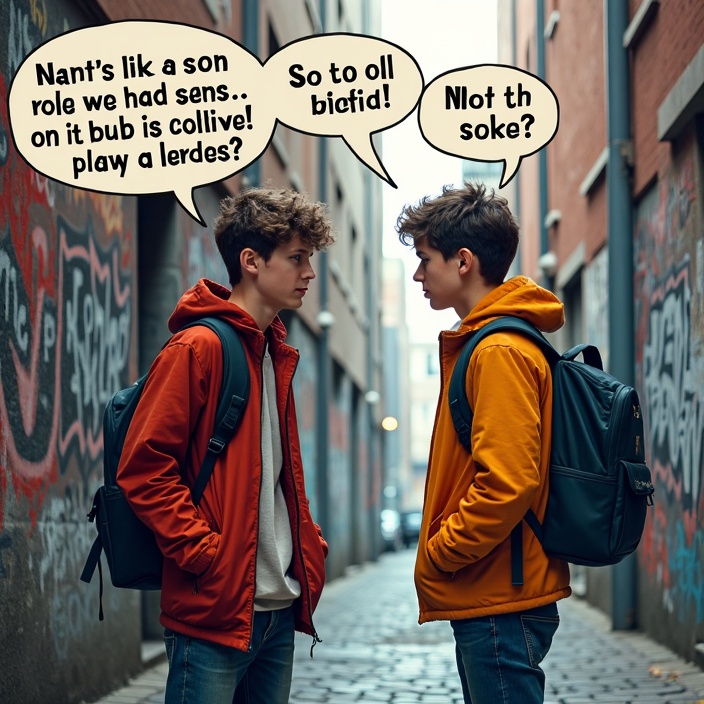 Nant's lik a son
role we had sens..
on it bub is collive!
plaw a lerdes?
So to oll
bicfid!
Nlot th
soke?